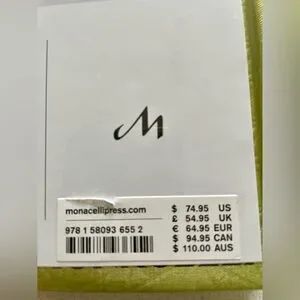 M
monacellipress.com
978 1 58093 655 2
$ 74.95 US
£ 54.95 UK
€ 64.95 EUR
$ 94.95 CAN
$ 110.00 AUS